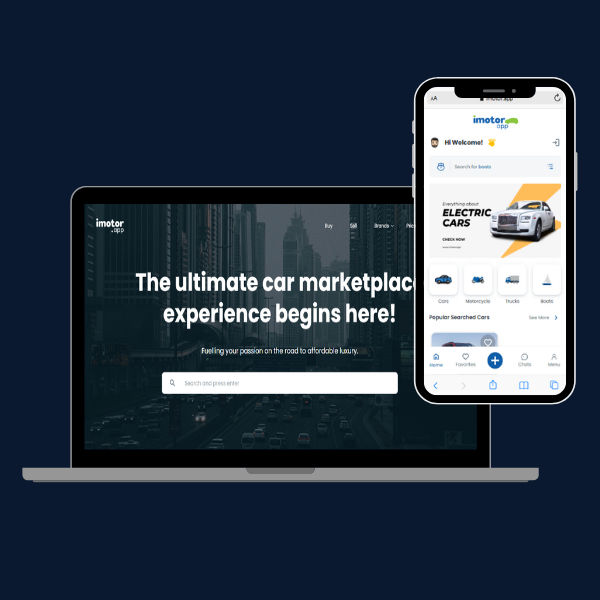 imotor
.app
Buy
Sell
Brands
The ultimate car marketplac
experience begins here!
Fuelling your passion on the road to affordable luxury.
Search and press enter
AA
imotor.app
imotor
app
Hi Welcome!
Search for boats
Everything about
ELECTRIC
CARS
CHECK NOW
Cars
Motorcycle
Trucks
Boats
Popular Searched Cars
See More
Home
Favorites
Chats
Menu